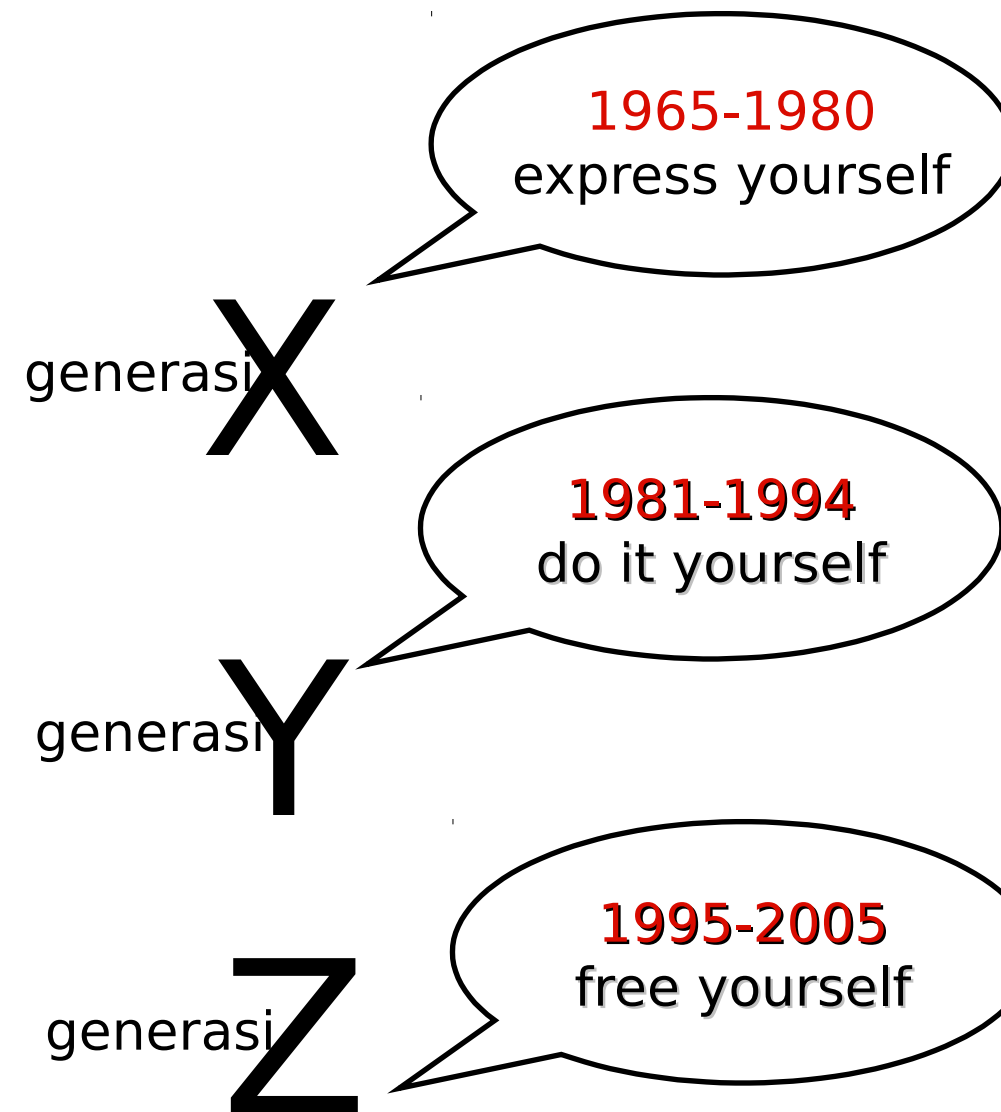 1965-1980
express yourself
generasi X
1981-1994
do it yourself
generasi Y
1995-2005
free yourself
generasi Z